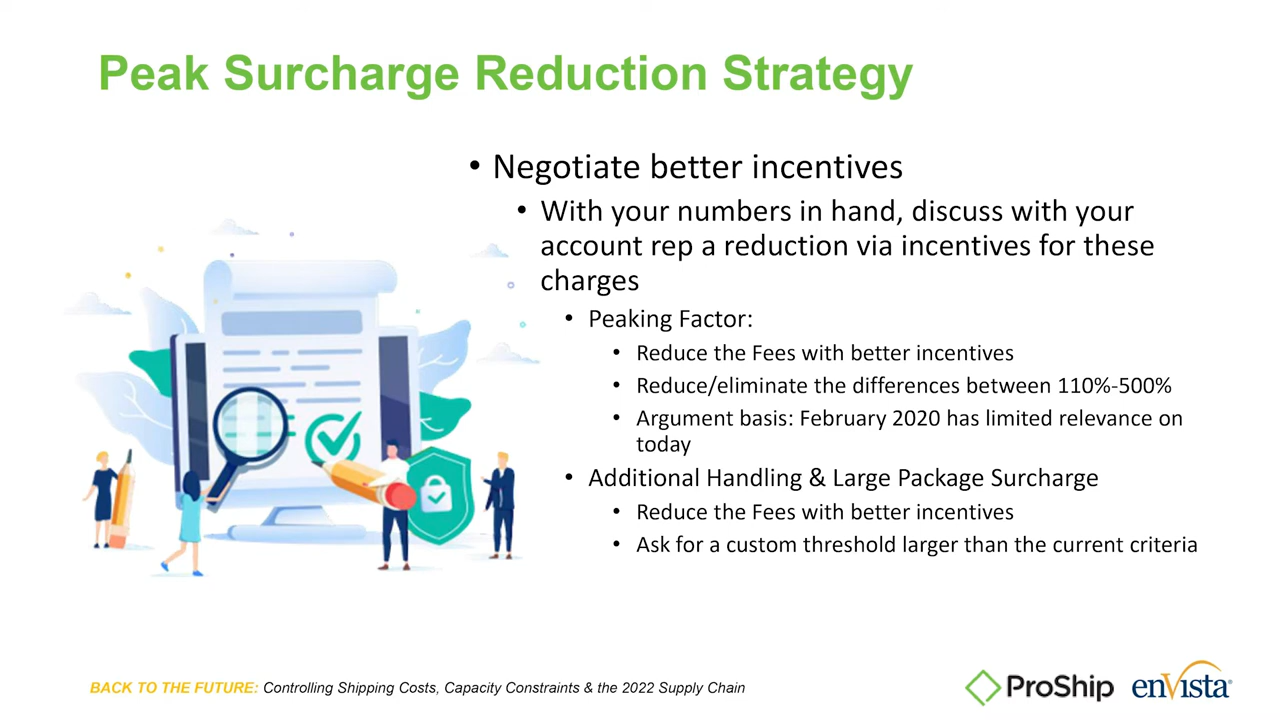 Peak Surcharge Reduction Strategy
• Negotiate better incentives
• With your numbers in hand, discuss with your
account rep a reduction via incentives for these
charges
• Peaking Factor:
• Reduce the Fees with better incentives
• Reduce/eliminate the differences between 110%-500%
• Argument basis: February 2020 has limited relevance on
today
• Additional Handling & Large Package Surcharge
• Reduce the Fees with better incentives
• Ask for a custom threshold larger than the current criteria
BACK TO THE FUTURE: Controlling Shipping Costs, Capacity Constraints & the 2022 Supply Chain
ProShip
enVista®